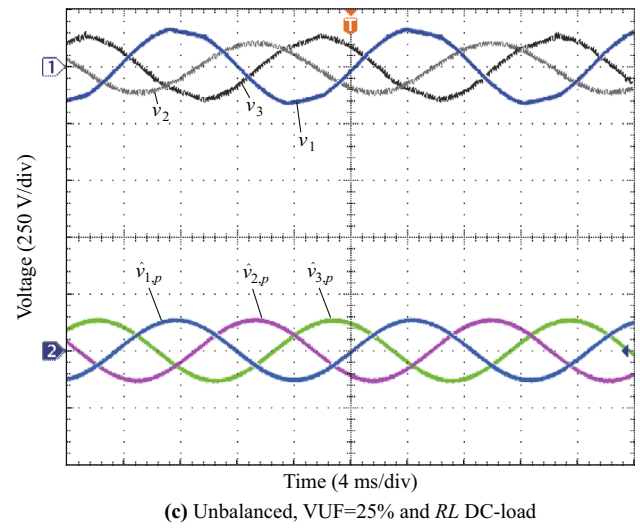 T
1
v2
v3
v1
Voltage (250 V/div)
v̂1,p
v̂2,p
v̂3,p
2
Time (4 ms/div)
(c) Unbalanced, VUF=25% and RL DC-load